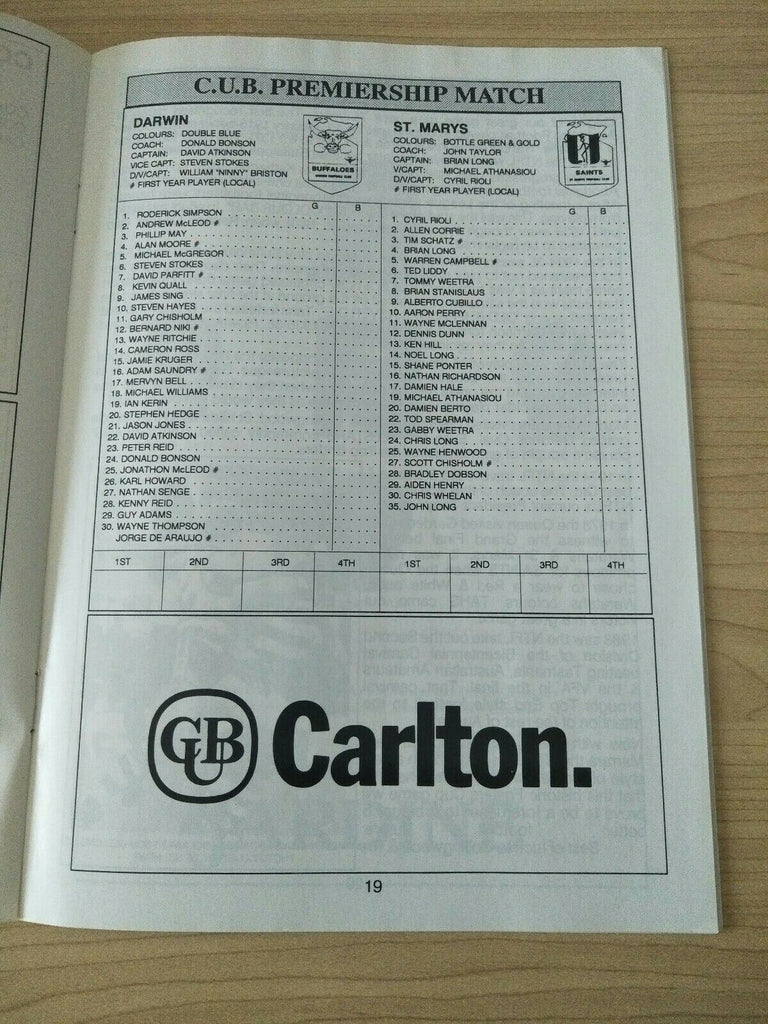 C.U.B. PREMIERSHIP MATCH
DARWIN
COLOURS: DOUBLE BLUE
COACH: DONALD BONSON
CAPTAIN: DAVID ATKINSON
VICE CAPT: STEVEN STOKES
D/V/CAPT: WILLIAM 'NINNY' BRISTON
# FIRST YEAR PLAYER (LOCAL)
BUFFALOES
G B
1. RODERICK SIMPSON
2. ANDREW McLEOD #
3. PHILLIP MAY
4. ALAN MOORE #
5. MICHAEL McGREGOR
6. STEVEN STOKES
7. DAVID PARFITT #
8. KEVIN QUALL
9. JAMES SING
10. STEVEN HAYES
11. GARY CHISHOLM
12. BERNARD NIKI #
13. WAYNE RITCHIE
14. CAMERON ROSS
15. JAMIE KRUGER
16. ADAM SAUNDRY #
17. MERVYN BELL
18. MICHAEL WILLIAMS
19. IAN KERIN
20. STEPHEN HEDGE
21. JASON JONES
22. DAVID ATKINSON
23. PETER REID
24. DONALD BONSON
25. JONATHON McLEOD #
26. KARL HOWARD
27. NATHAN SENGE
28. KENNY REID
29. GUY ADAMS
30. WAYNE THOMPSON
JORGE DE ARAUJO #
1ST 2ND 3RD 4TH
ST. MARYS
COLOURS: BOTTLE GREEN & GOLD
COACH: JOHN TAYLOR
CAPTAIN: BRIAN LONG
V/CAPT: MICHAEL ATHANASIOU
D/V/CAPT: CYRIL RIOLI
# FIRST YEAR PLAYER (LOCAL)
SAINTS
G B
1. CYRIL RIOLI
2. ALLEN CORRIE
3. TIM SCHATZ #
4. BRIAN LONG
5. WARREN CAMPBELL #
6. TED LIDDY
7. TOMMY WEETRA
8. BRIAN STANISLAUS
9. ALBERTO CUBILLO
10. AARON PERRY
11. WAYNE MCLENNAN
12. DENNIS DUNN
13. KEN HILL
14. NOEL LONG
15. SHANE PONTER
16. NATHAN RICHARDSON
17. DAMIEN HALE
19. MICHAEL ATHANASIOU
20. DAMIEN BERTO
22. TOD SPEARMAN
23. GABBY WEETRA
24. CHRIS LONG
25. WAYNE HENWOOD
27. SCOTT CHISHOLM #
28. BRADLEY DOBSON
29. AIDEN HENRY
30. CHRIS WHELAN
35. JOHN LONG
1ST 2ND 3RD 4TH
CUB Carlton.
19